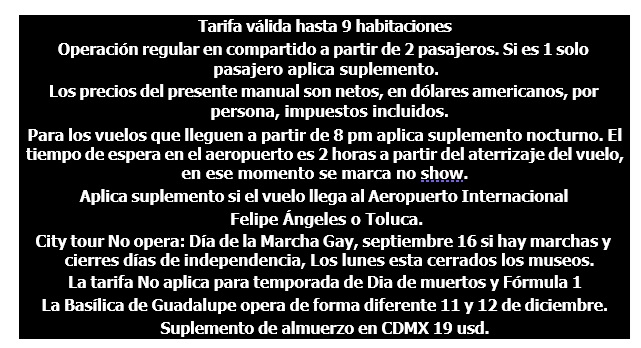 Tarifa válida hasta 9 habitaciones
Operación regular en compartido a partir de 2 pasajeros. Si es 1 solo
pasajero aplica suplemento.
Los precios del presente manual son netos, en dólares americanos, por
persona, impuestos incluidos.
Para los vuelos que lleguen a partir de 8 pm aplica suplemento nocturno. El
tiempo de espera en el aeropuerto es 2 horas a partir del aterrizaje del vuelo,
en ese momento se marca no show.
Aplica suplemento si el vuelo llega al Aeropuerto Internacional
Felipe Ángeles o Toluca.
City tour No opera: Día de la Marcha Gay, septiembre 16 si hay marchas y
cierres días de independencia, Los lunes esta cerrados los museos.
La tarifa No aplica para temporada de Dia de muertos y Fórmula 1
La Basílica de Guadalupe opera de forma diferente 11 y 12 de diciembre.
Suplemento de almuerzo en CDMX 19 usd.